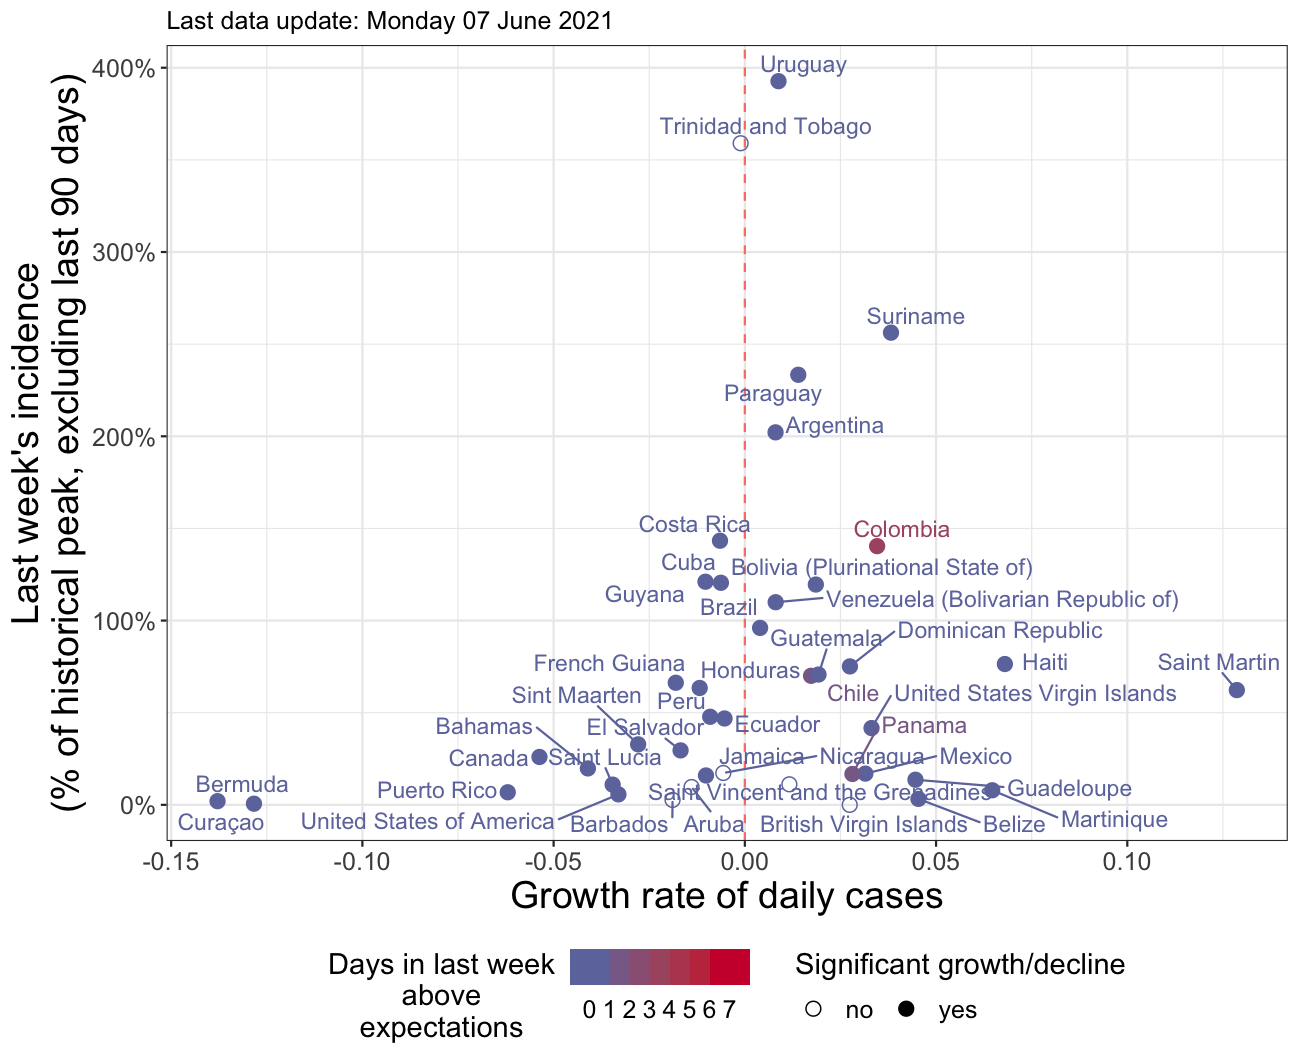 Last data update: Monday 07 June 2021
Last week's incidence
(% of historical peak, excluding last 90 days)
400%
300%
200%
100%
0%
Uruguay
Trinidad and Tobago
Suriname
Paraguay
Argentina
Costa Rica
Colombia
Cuba
Bolivia (Plurinational State of)
Guyana
Venezuela (Bolivarian Republic of)
Brazil
Dominican Republic
Guatemala
French Guiana
Honduras
Haiti
Saint Martin
Sint Maarten
Peru
Chile
United States Virgin Islands
Bahamas
El Salvador
Ecuador
Panama
Canada
Saint Lucia
Jamaica
Nicaragua
Mexico
Bermuda
Puerto Rico
Saint Vincent and the Grenadines
Guadeloupe
Curaçao
United States of America
Barbados
Aruba
British Virgin Islands
Belize
Martinique
-0.15
-0.10
-0.05
0.00
0.05
0.10
Growth rate of daily cases
Days in last week
above
expectations
0 1 2 3 4 5 6 7
Significant growth/decline
no
yes